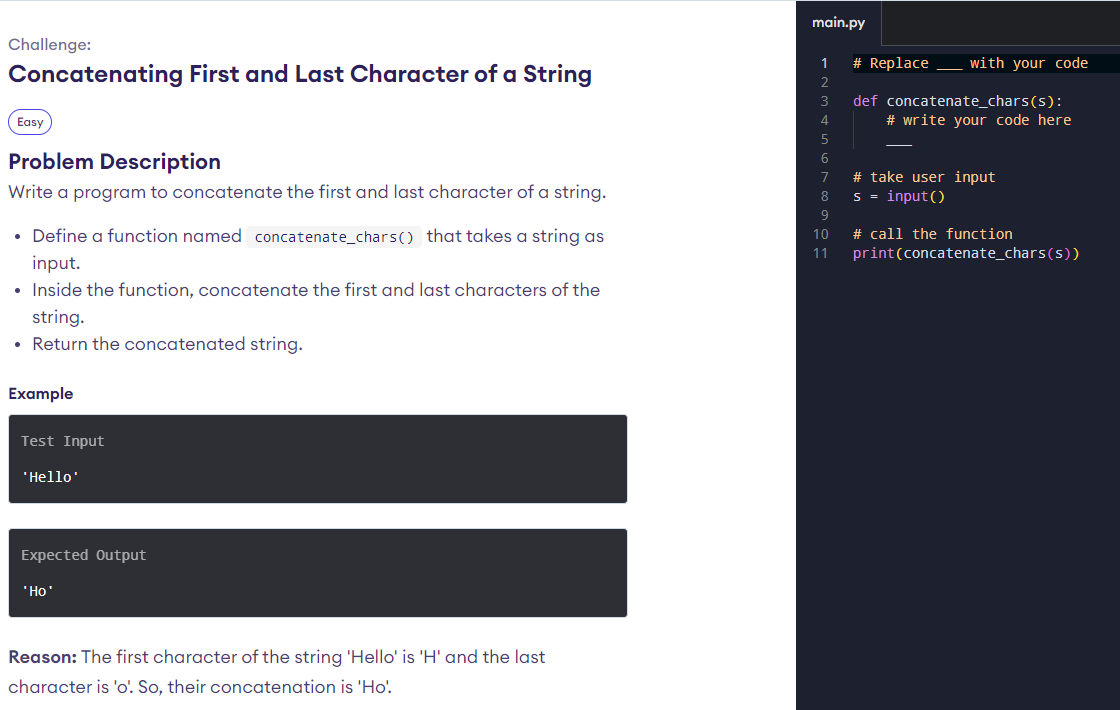 Challenge:
Concatenating First and Last Character of a String
Easy
Problem Description
Write a program to concatenate the first and last character of a string.
• Define a function named concatenate_chars() that takes a string as
input.
• Inside the function, concatenate the first and last characters of the
string.
• Return the concatenated string.
Example
Test Input
'Hello'
Expected Output
'Ho'
Reason: The first character of the string 'Hello' is 'H' and the last
character is 'o'. So, their concatenation is 'Ho'.
main.py
1 # Replace ___ with your code
2
3 def concatenate_chars(s):
4     # write your code here
5     ___
6
7 # take user input
8 s = input()
9
10 # call the function
11 print(concatenate_chars(s))